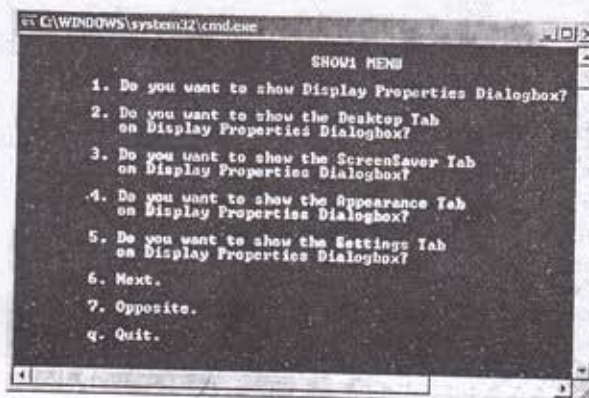 C:\WINDOWS\system32\cmd.exe
SHOW1 MENU
1. Do you want to show Display Properties Dialogbox?
2. Do you want to show the Desktop Tab
on Display Properties Dialogbox?
3. Do you want to show the ScreenSaver Tab
on Display Properties Dialogbox?
4. Do you want to show the Appearance Tab
on Display Properties Dialogbox?
5. Do you want to show the Settings Tab
on Display Properties Dialogbox?
6. Next.
7. Opposite.
q. Quit.